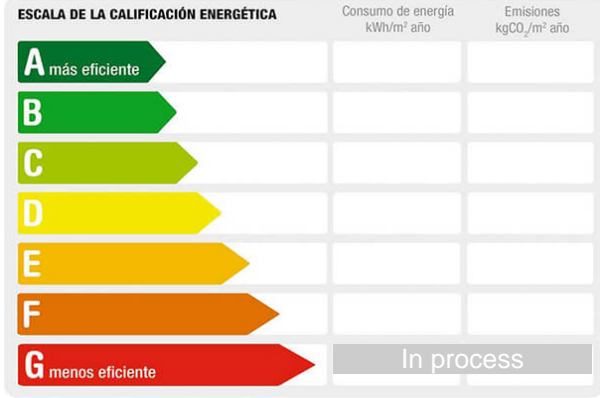 ESCALA DE LA CALIFICACIÓN ENERGÉTICA
Consumo de energía
kWh/m² año
Emisiones
kgCO₂/m² año
A más eficiente
B
C
D
E
F
G menos eficiente
In process